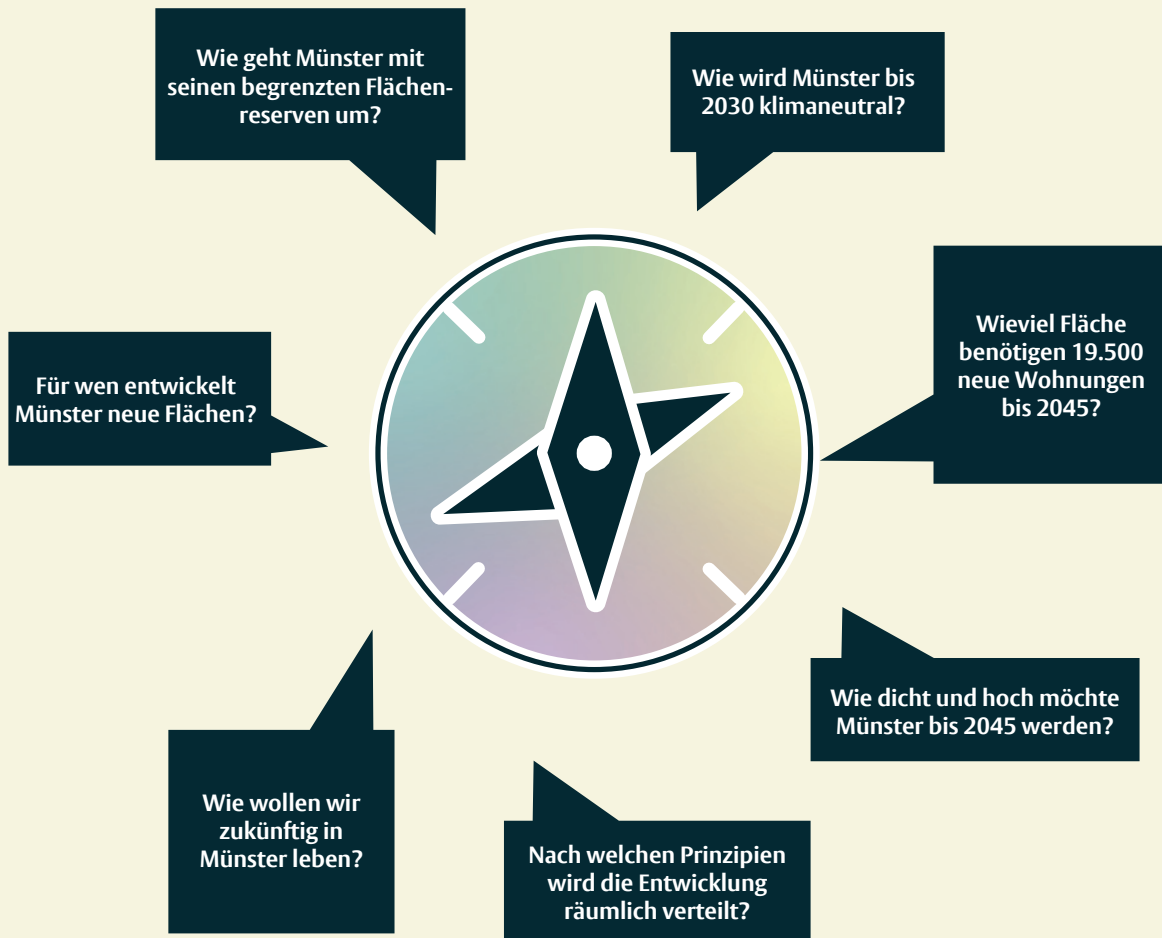 Wie geht Münster mit
seinen begrenzten Flächen-
reserven um?
Wie wird Münster bis
2030 klimaneutral?
Wieviel Fläche
benötigen 19.500
neue Wohnungen
bis 2045?
Für wen entwickelt
Münster neue Flächen?
Wie dicht und hoch möchte
Münster bis 2045 werden?
Wie wollen wir
zukünftig in
Münster leben?
Nach welchen Prinzipien
wird die Entwicklung
räumlich verteilt?